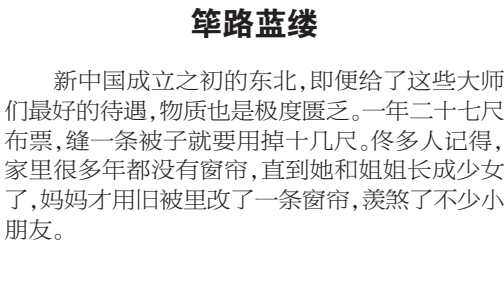 筚路蓝缕
新中国成立之初的东北,即便给了这些大师
们最好的待遇,物质也是极度匮乏。一年二十七尺
布票,缝一条被子就要用掉十几尺。佟多人记得,
家里很多年都没有窗帘,直到她和姐姐长成少女
了,妈妈才用旧被里改了一条窗帘,羡煞了不少小
朋友。